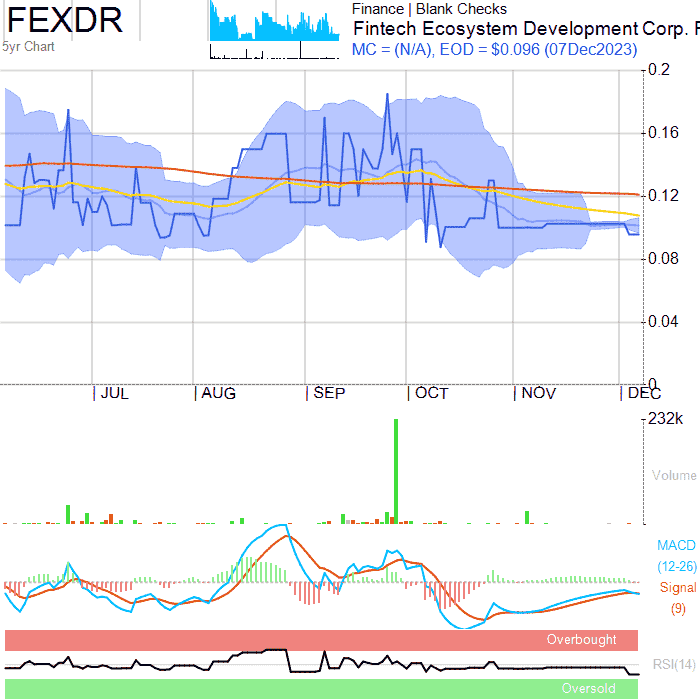 FEXDR
5yr Chart
Finance | Blank Checks
Fintech Ecosystem Development Corp. F
MC = (N/A), EOD = $0.096 (07Dec2023)
0.2
0.16
0.12
0.08
0.04
0
JUL AUG SEP OCT NOV DEC
232k
Volume
MACD
(12-26)
Signal
(9)
Overbought
RSI(14)
Oversold